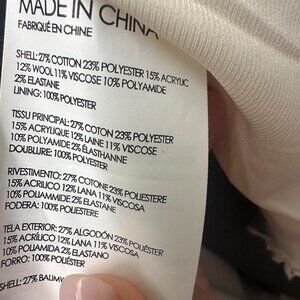 MADE IN CHINA
FABRIQUÉ EN CHINE
SHELL: 27% COTTON 23% POLYESTER 15% ACRYLIC
12% WOOL 11% VISCOSE 10% POLYAMIDE
2% ELASTANE
LINING: 100% POLYESTER
TISSU PRINCIPAL: 27% COTON 23% POLYESTER
15% ACRYLIQUE 12% LAINE 11% VISCOSE
10% POLYAMIDE 2% ÉLASTHANNE
DOUBLURE: 100% POLYESTER
RIVESTIMENTO: 27% COTONE 23% POLIESTERE
15% ACRILICO 12% LANA 11% VISCOSA
10% POLIAMMIDE 2% ELASTANE
FODERA: 100% POLIESTERE
TELA EXTERIOR: 27% ALGODÓN 23% POLIÉSTER
15% ACRÍLICO 12% LANA 11% VISCOSA
10% POLIAMIDA 2% ELASTANO
FORRO: 100% POLIÉSTER
SHELL: 27% BAUMW